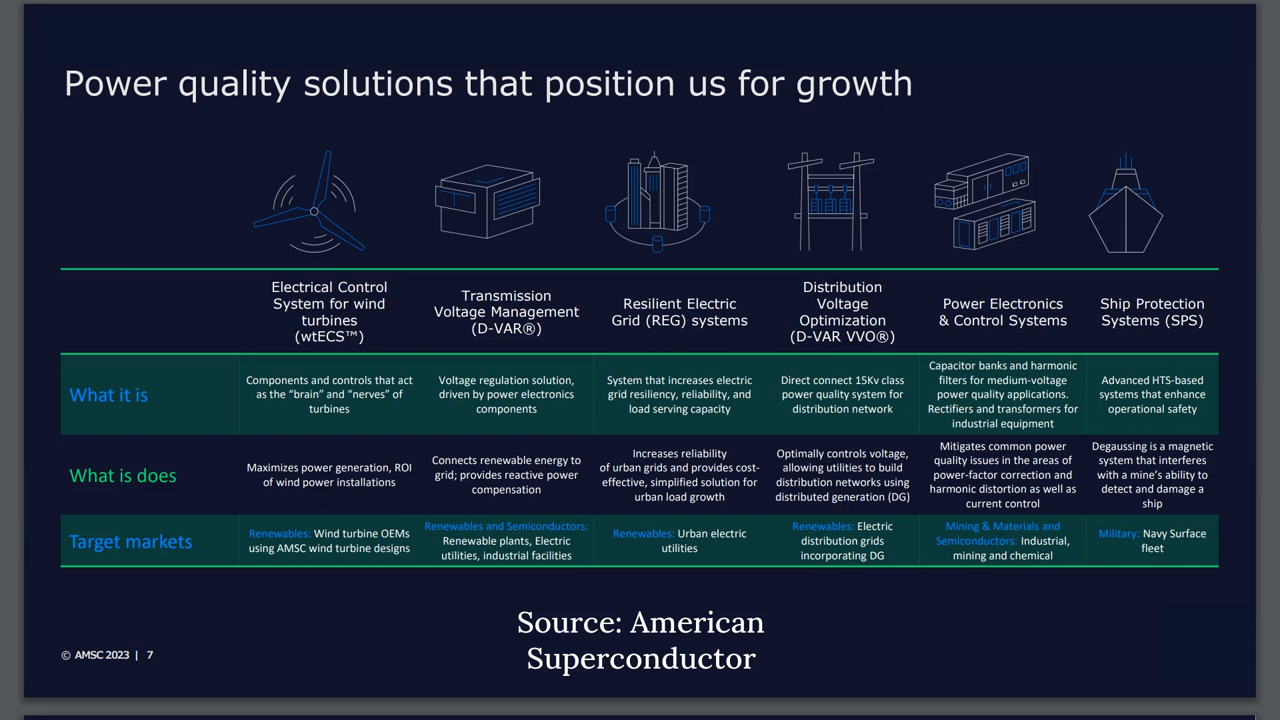 Power quality solutions that position us for growth
Electrical Control
System for wind
turbines
(wtECS™)
Transmission
Voltage Management
(D-VAR®)
Resilient Electric
Grid (REG) systems
Distribution
Voltage
Optimization
(D-VAR VVO®)
Power Electronics
& Control Systems
Ship Protection
Systems (SPS)
What it is
Components and controls that act
as the “brain” and “nerves” of
turbines
Voltage regulation solution,
driven by power electronics
components
System that increases electric
grid resiliency, reliability, and
load serving capacity
Direct connect 15Kv class
power quality system for
distribution network
Capacitor banks and harmonic
filters for medium-voltage
power quality applications.
Rectifiers and transformers for
industrial equipment
Advanced HTS-based
systems that enhance
operational safety
What is does
Maximizes power generation, ROI
of wind power installations
Connects renewable energy to
grid; provides reactive power
compensation
Increases reliability
of urban grids and provides cost-
effective, simplified solution for
urban load growth
Optimally controls voltage,
allowing utilities to build
distribution networks using
distributed generation (DG)
Mitigates common power
quality issues in the areas of
power-factor correction and
harmonic distortion as well as
current control
Degaussing is a magnetic
system that interferes
with a mine’s ability to
detect and damage a
ship
Target markets
Renewables: Wind turbine OEMs
using AMSC wind turbine designs
Renewables and Semiconductors:
Renewable plants, Electric
utilities, industrial facilities
Renewables: Urban electric
utilities
Renewables: Electric
distribution grids
incorporating DG
Mining & Materials and
Semiconductors: Industrial,
mining and chemical
Military: Navy Surface
fleet
Source: American
Superconductor
© AMSC 2023 | 7